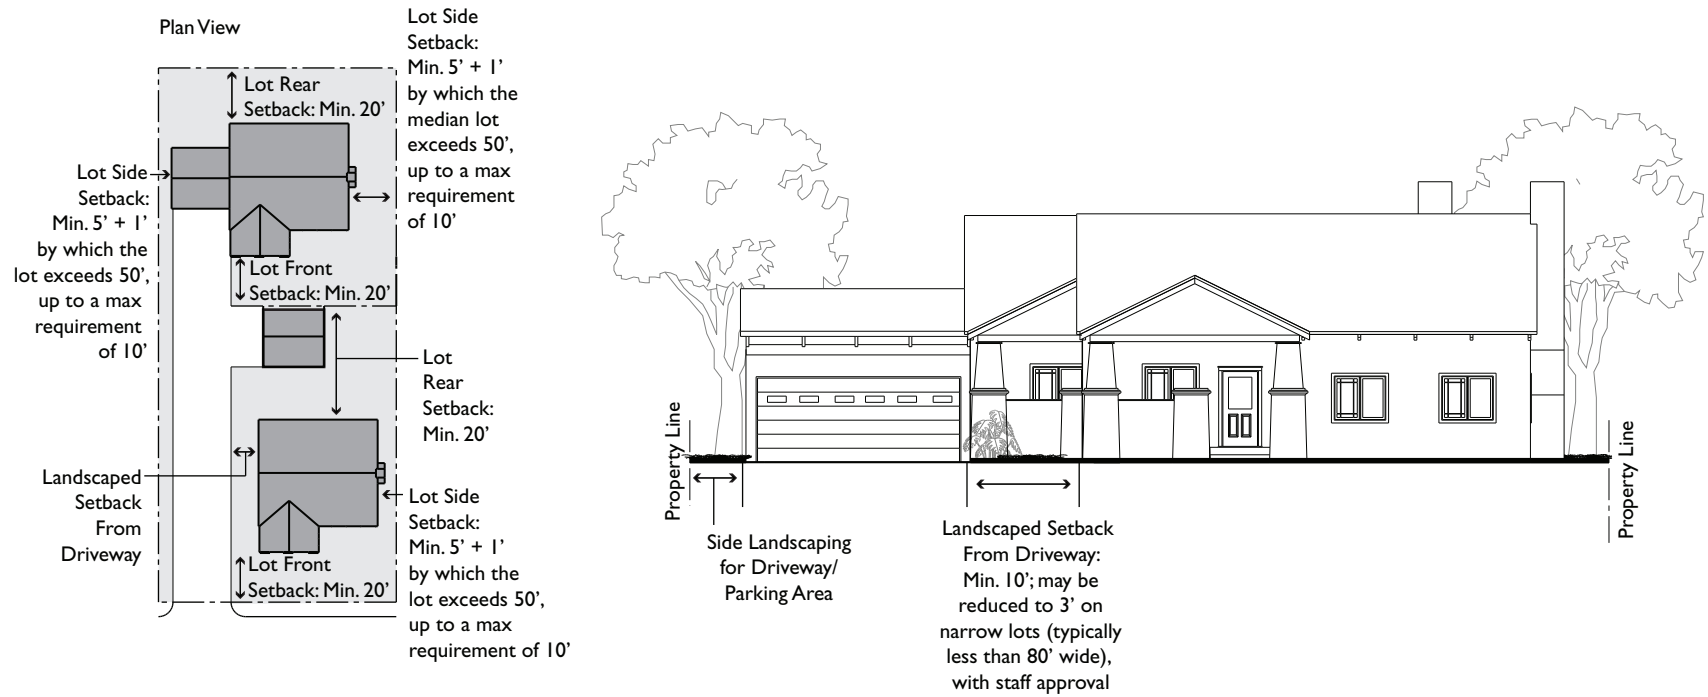 Plan View
Lot Side
Setback:
Min. 5’ + 1’
by which the
median lot
exceeds 50’,
up to a max
requirement
of 10’
Lot Rear
Setback: Min. 20’
Lot Side
Setback:
Min. 5’ + 1’
by which the
lot exceeds 50’,
up to a max
requirement
of 10’
Lot Front
Setback: Min. 20’
Lot
Rear
Setback:
Min. 20’
Landscaped
Setback
From
Driveway
Lot Side
Setback:
Min. 5’ + 1’
by which the
lot exceeds 50’,
up to a max
requirement of 10’
Lot Front
Setback: Min. 20’
Property Line
Side Landscaping
for Driveway/
Parking Area
Landscaped Setback
From Driveway:
Min. 10’; may be
reduced to 3’ on
narrow lots (typically
less than 80’ wide),
with staff approval
Property Line